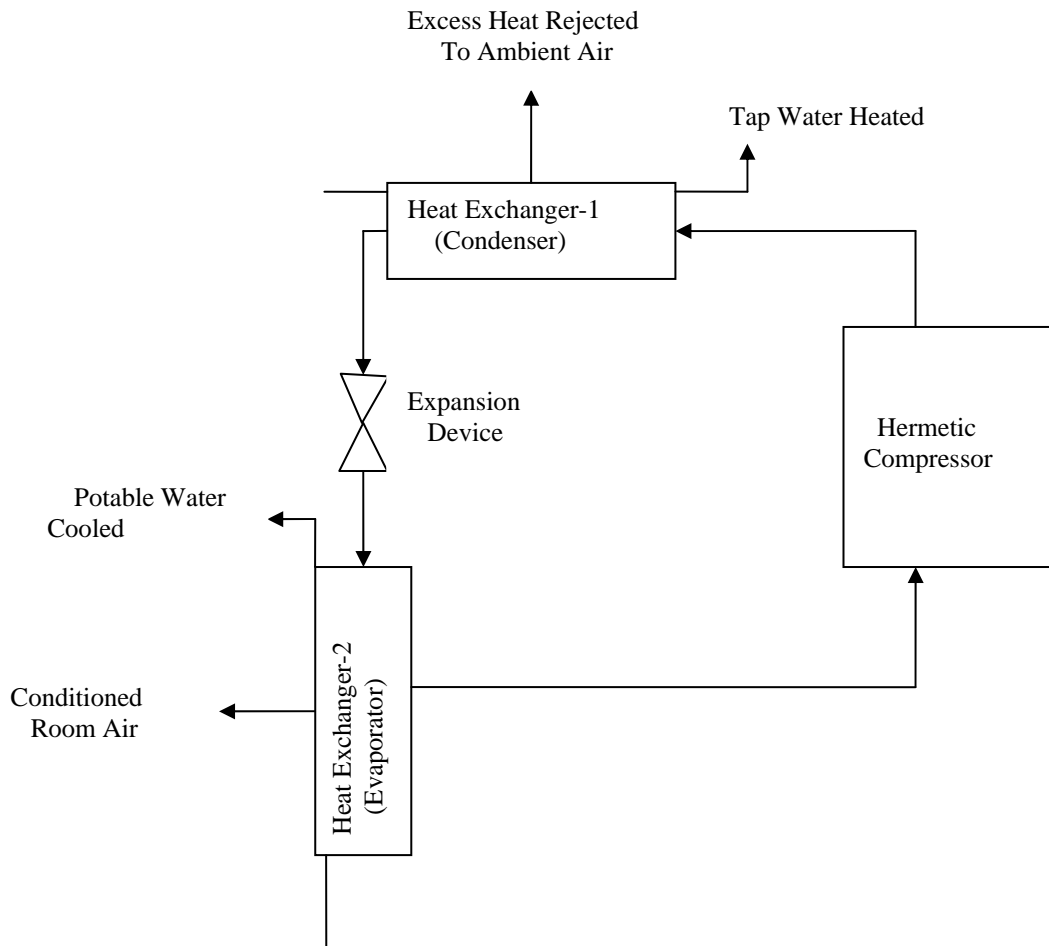 Excess Heat Rejected
To Ambient Air
Tap Water Heated
Heat Exchanger-1
(Condenser)
Expansion
Device
Hermetic
Compressor
Potable Water
Cooled
Heat Exchanger-2
(Evaporator)
Conditioned
Room Air